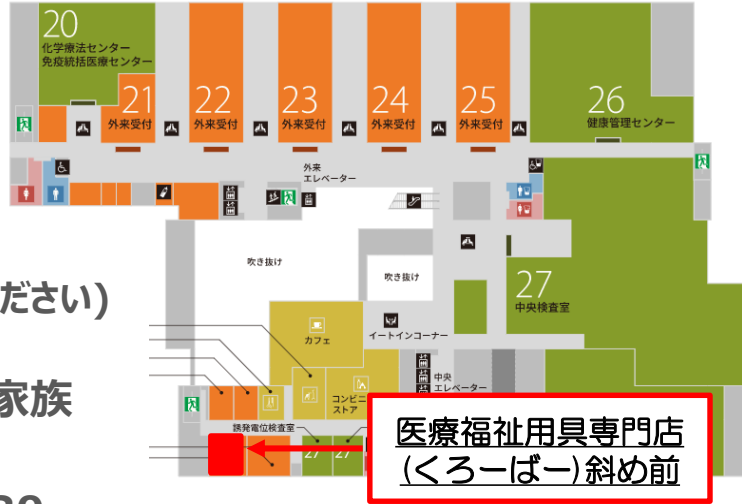 20
化学療法センター
免疫統括医療センター
21
外来受付
22
外来受付
23
外来受付
24
外来受付
25
外来受付
26
健康管理センター
外来
エレベーター
吹き抜け
吹き抜け
27
中央検査室
ださい)
カフェ
イートインコーナー
中央
エレベーター
コンビニ
ストア
家族
誘発電位検査室
27
27
医療福祉用具専門店
(くろーばー)斜め前